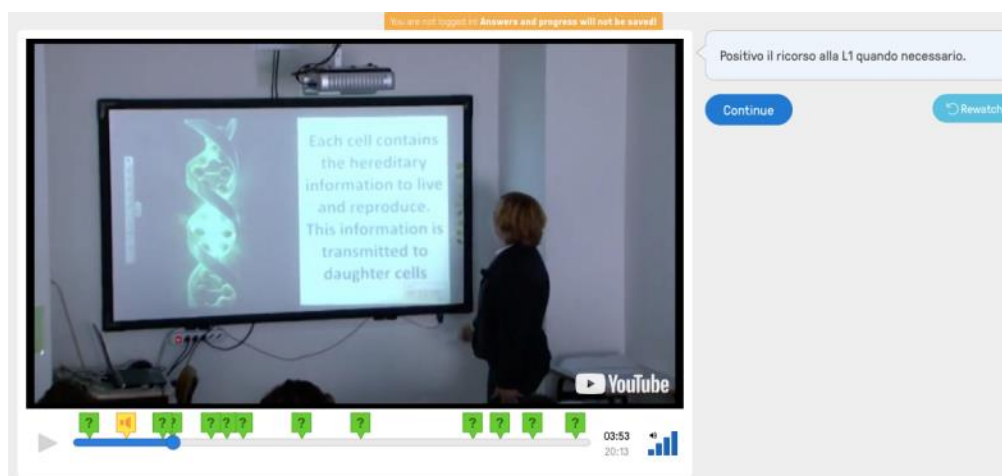 You are not logged in! Answers and progress will not be saved!
Positivo il ricorso alla L1 quando necessario.
Continue
Rewatch
Each cell contains
the hereditary
information to live
and reproduce.
This information is
transmitted to
daughter cells
YouTube
? ? ? ? ? ? ? ? ? ? ? ?
03:53
20:13